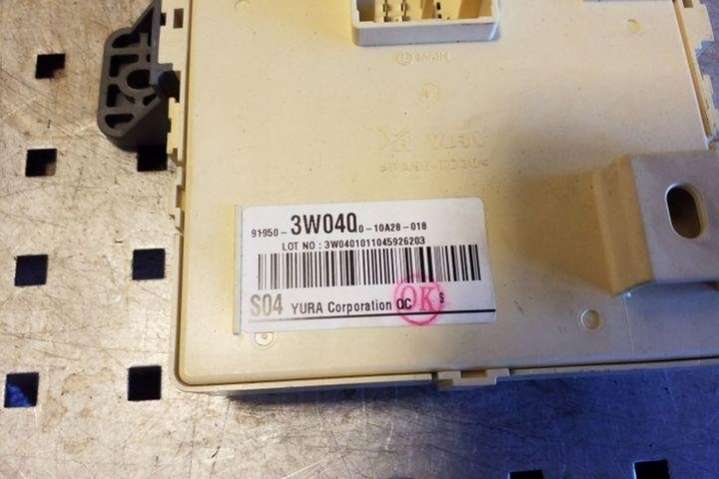 91950- 3W040 0-10A28-018
LOT NO : 3W0401011045926203
S04 YURA Corporation QC OK S